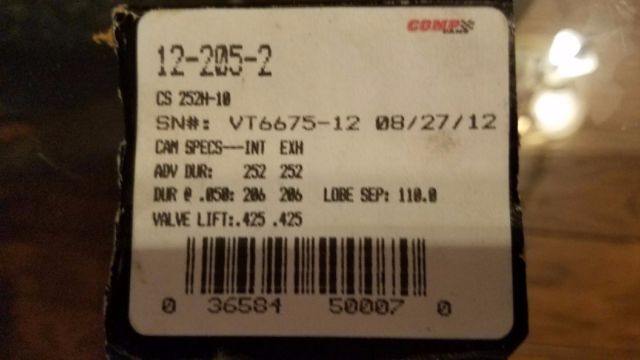 COMP
CAMS
12-205-2
CS 252H-10
SN#: VT6675-12 08/27/12
CAM SPECS---INT EXH
ADV DUR: 252 252
DUR @ .050: 206 206 LOBE SEP: 110.0
VALVE LIFT:.425 .425
0 36584 50007 0